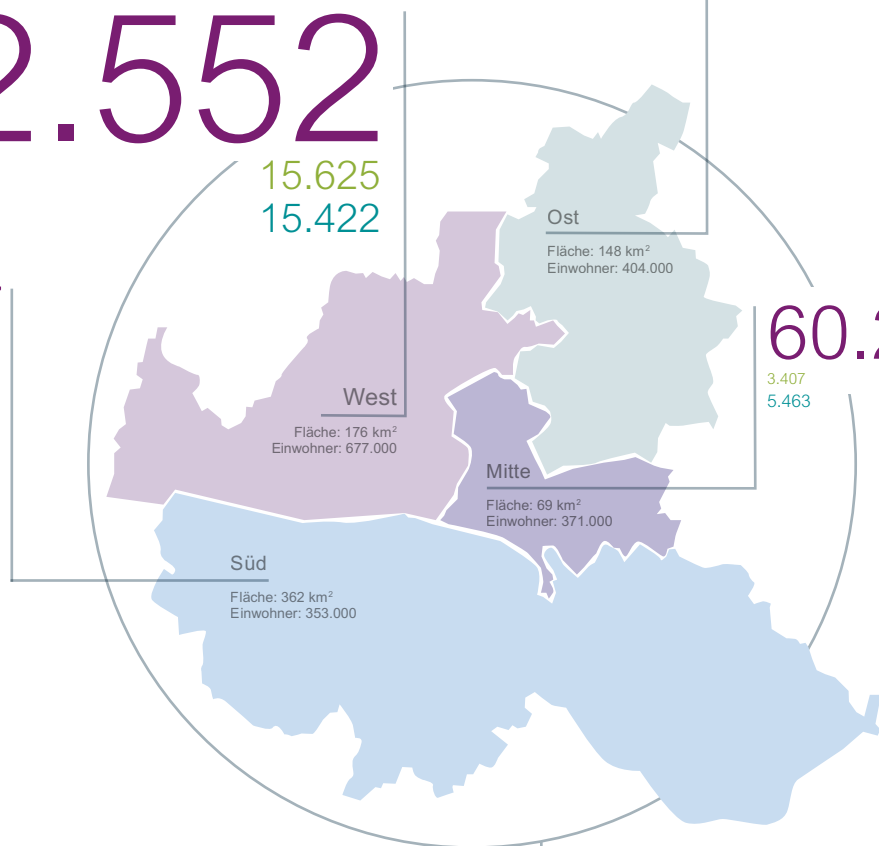 2.552
15.625
15.422
Ost
Fläche: 148 km²
Einwohner: 404.000
60.2
3.407
5.463
West
Fläche: 176 km²
Einwohner: 677.000
Mitte
Fläche: 69 km²
Einwohner: 371.000
Süd
Fläche: 362 km²
Einwohner: 353.000